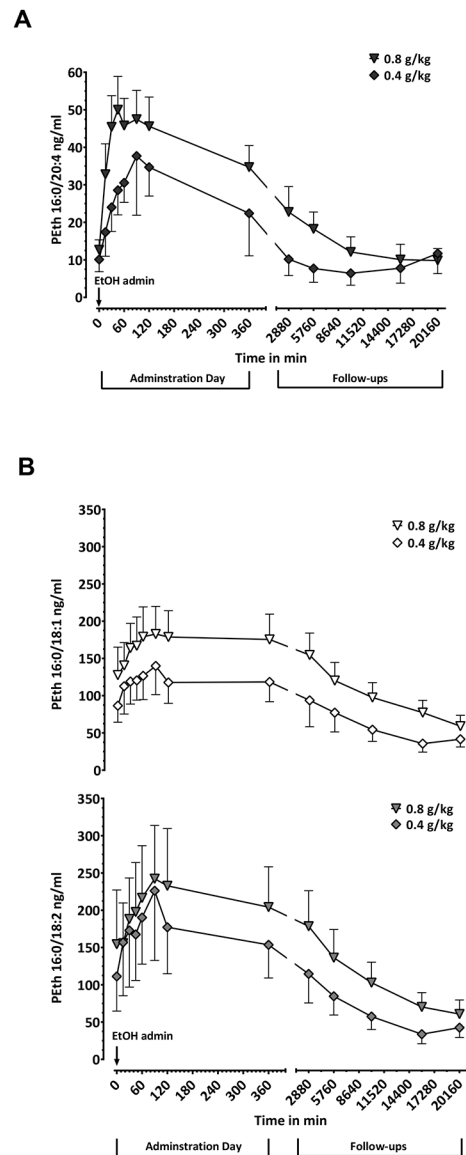 A
0.8 g/kg
0.4 g/kg
PEth 16:0/20:4 ng/ml
60
50
40
30
20
10
0
EtOH admin
0 60 120 180 240 300 360 2880 5760 8640 11520 14400 17280 20160
Time in min
Adminstration Day Follow-ups
B
PEth 16:0/18:1 ng/ml
350
300
250
200
150
100
50
0
0.8 g/kg
0.4 g/kg
PEth 16:0/18:2 ng/ml
350
300
250
200
150
100
50
0
0.8 g/kg
0.4 g/kg
EtOH admin
0 60 120 180 240 300 360 2880 5760 8640 11520 14400 17280 20160
Time in min
Adminstration Day Follow-ups